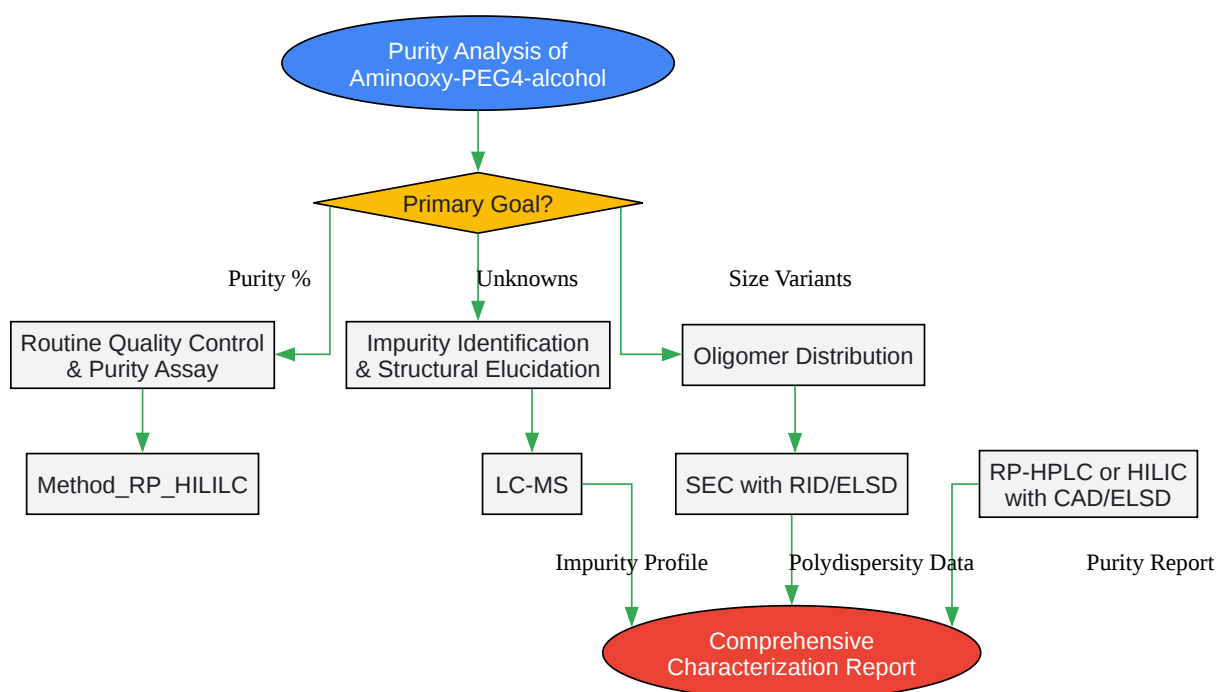 Purity Analysis of
Aminooxy-PEG4-alcohol
Primary Goal?
Purity %
Unknowns
Size Variants
Routine Quality Control
& Purity Assay
Impurity Identification
& Structural Elucidation
Oligomer Distribution
Method_RP_HILILC
LC-MS
SEC with RID/ELSD
RP-HPLC or HILIC
with CAD/ELSD
Impurity Profile
Polydispersity Data
Purity Report
Comprehensive
Characterization Report